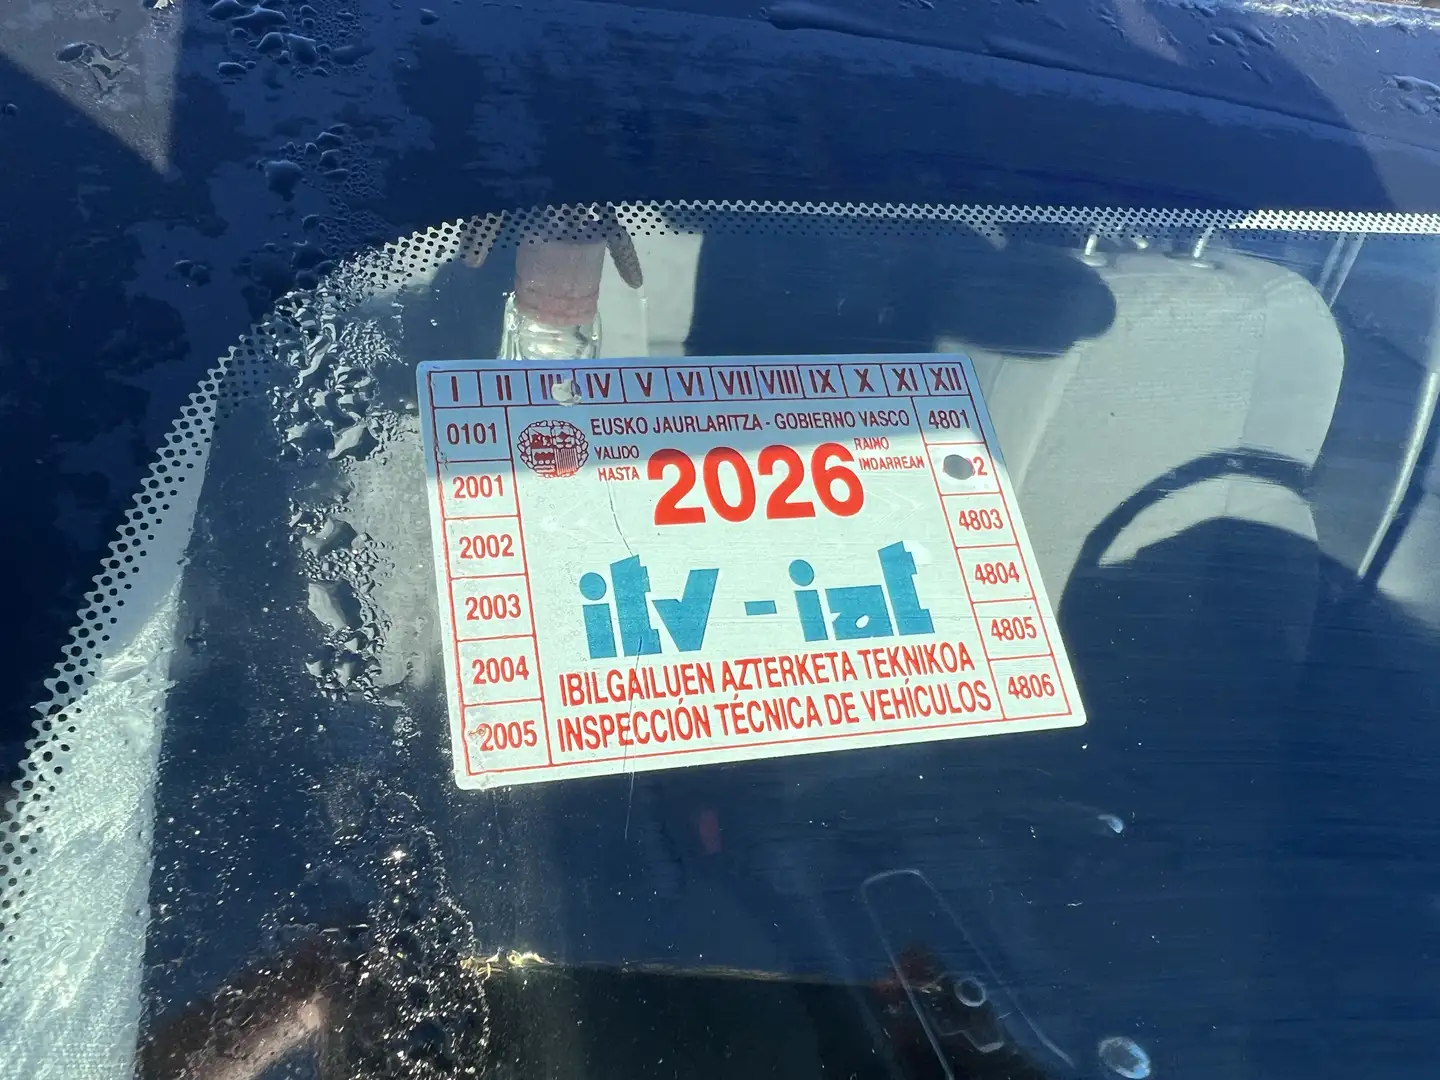 I II III IV V VI VII VIII IX X XI XII
0101
2001
2002
2003
2004
2005
EUSKO JAURLARITZA - GOBIERNO VASCO
VALIDO
HASTA
2026
RAINO
INDARREAN
itv - iat
IBILGAILUEN AZTERKETA TEKNIKOA
INSPECCIÓN TÉCNICA DE VEHÍCULOS
4801
4803
4804
4805
4806